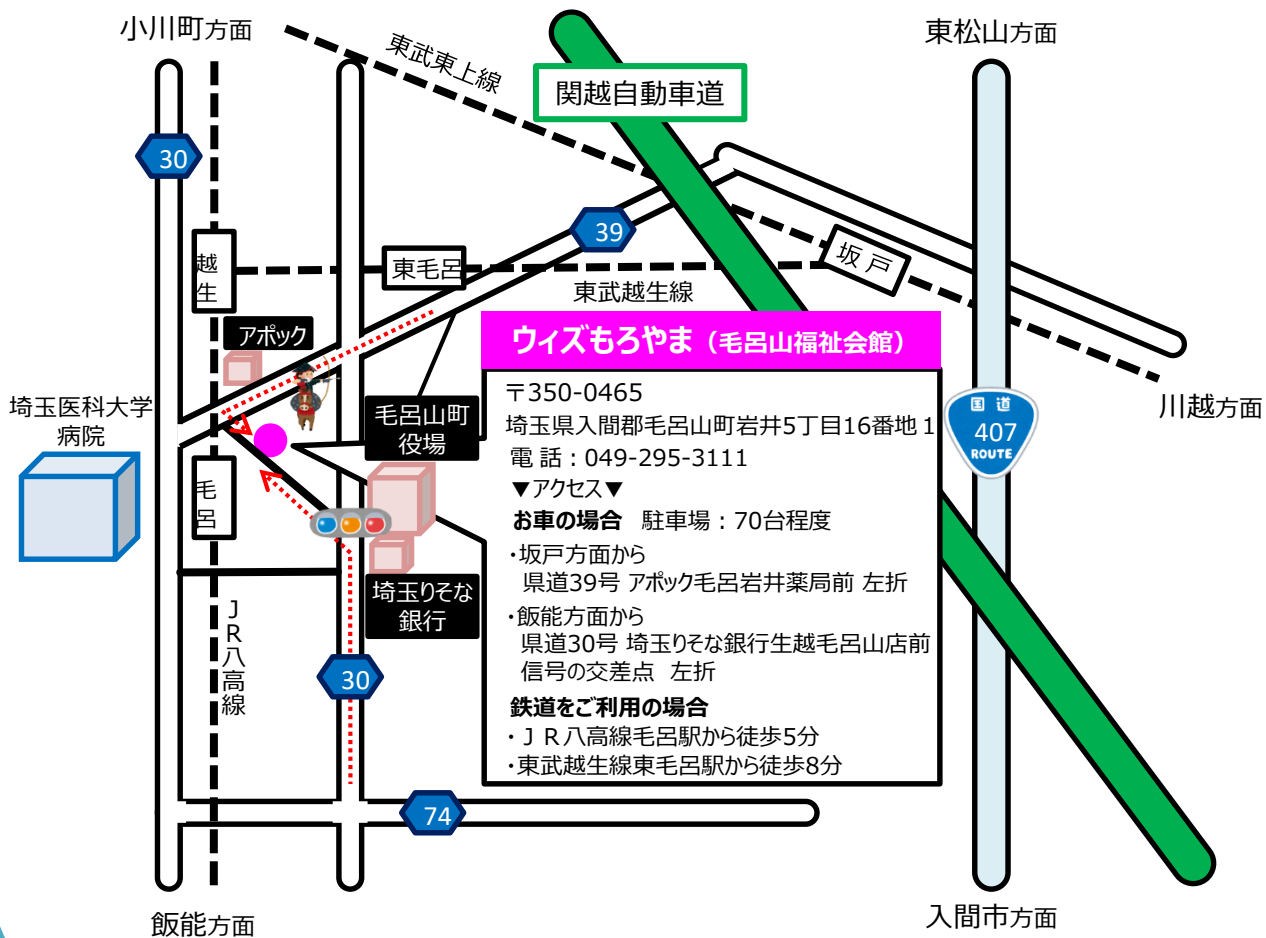 小川町方面
東武東上線
関越自動車道
東松山方面
30
39
越生
東毛呂
坂戸
東武越生線
アポック
ウィズもろやま（毛呂山福祉会館）
〒350-0465
埼玉県入間郡毛呂山町岩井5丁目16番地1
電話：049-295-3111
▼アクセス▼
お車の場合　駐車場：70台程度
・坂戸方面から
県道39号 アポック毛呂岩井薬局前 左折
・飯能方面から
県道30号 埼玉りそな銀行生越毛呂山店前
信号の交差点 左折
鉄道をご利用の場合
・ＪＲ八高線毛呂駅から徒歩5分
・東武越生線東毛呂駅から徒歩8分
国道
407
ROUTE
川越方面
埼玉医科大学
病院
毛呂山町
役場
毛呂
埼玉りそな
銀行
ＪＲ八高線
30
74
飯能方面
入間市方面